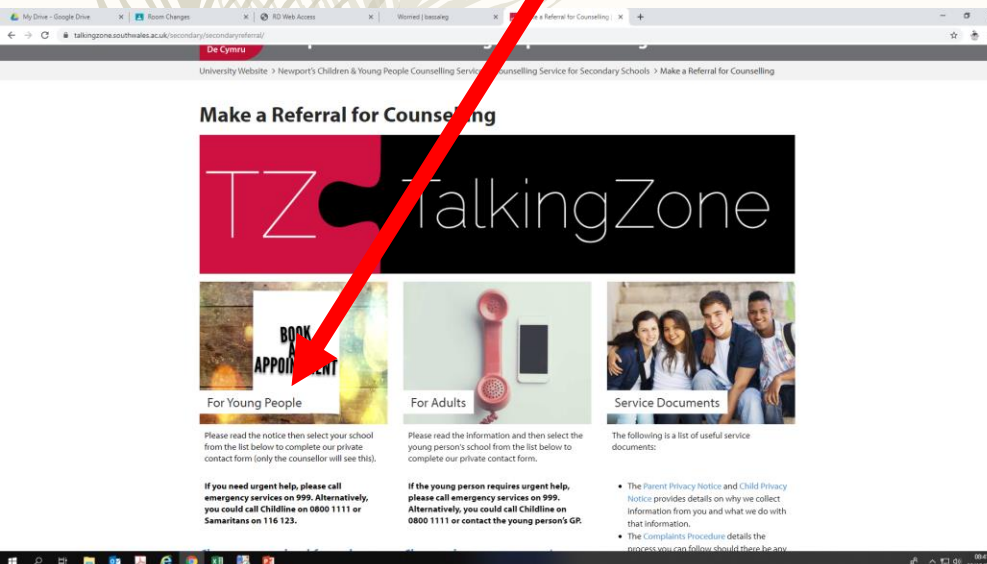 My Drive - Google Drive
Room Changes
RD Web Access
Worried | bassaleg
a Referral for Counselling |
talkingzone.southwales.ac.uk/secondary/secondaryreferral/
De Cymru
University Website > Newport's Children & Young People Counselling Service Counselling Service for Secondary Schools > Make a Referral for Counselling
Make a Referral for Counselling
TZ TalkingZone
BOOK
APPOINTMENT
For Young People
Please read the notice then select your school
from the list below to complete our private
contact form (only the counsellor will see this).
If you need urgent help, please call
emergency services on 999. Alternatively,
you could call Childline on 0800 1111 or
Samaritans on 116 123.
For Adults
Please read the information and then select the
young person's school from the list below to
complete our private contact form.
If the young person requires urgent help,
please call emergency services on 999.
Alternatively, you could call Childline on
0800 1111 or contact the young person's GP.
Service Documents
The following is a list of useful service
documents:
• The Parent Privacy Notice and Child Privacy
Notice provides details on why we collect
information from you and what we do with
that information.
• The Complaints Procedure details the
process you can follow should there be any